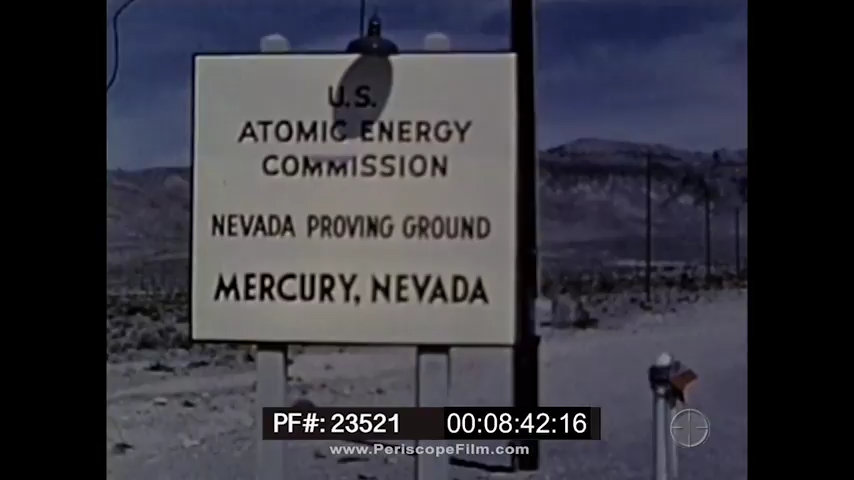 U.S.
ATOMIC ENERGY
COMMISSION
NEVADA PROVING GROUND
MERCURY, NEVADA
PF#: 23521 00:08:42:16
www.PeriscopeFilm.com